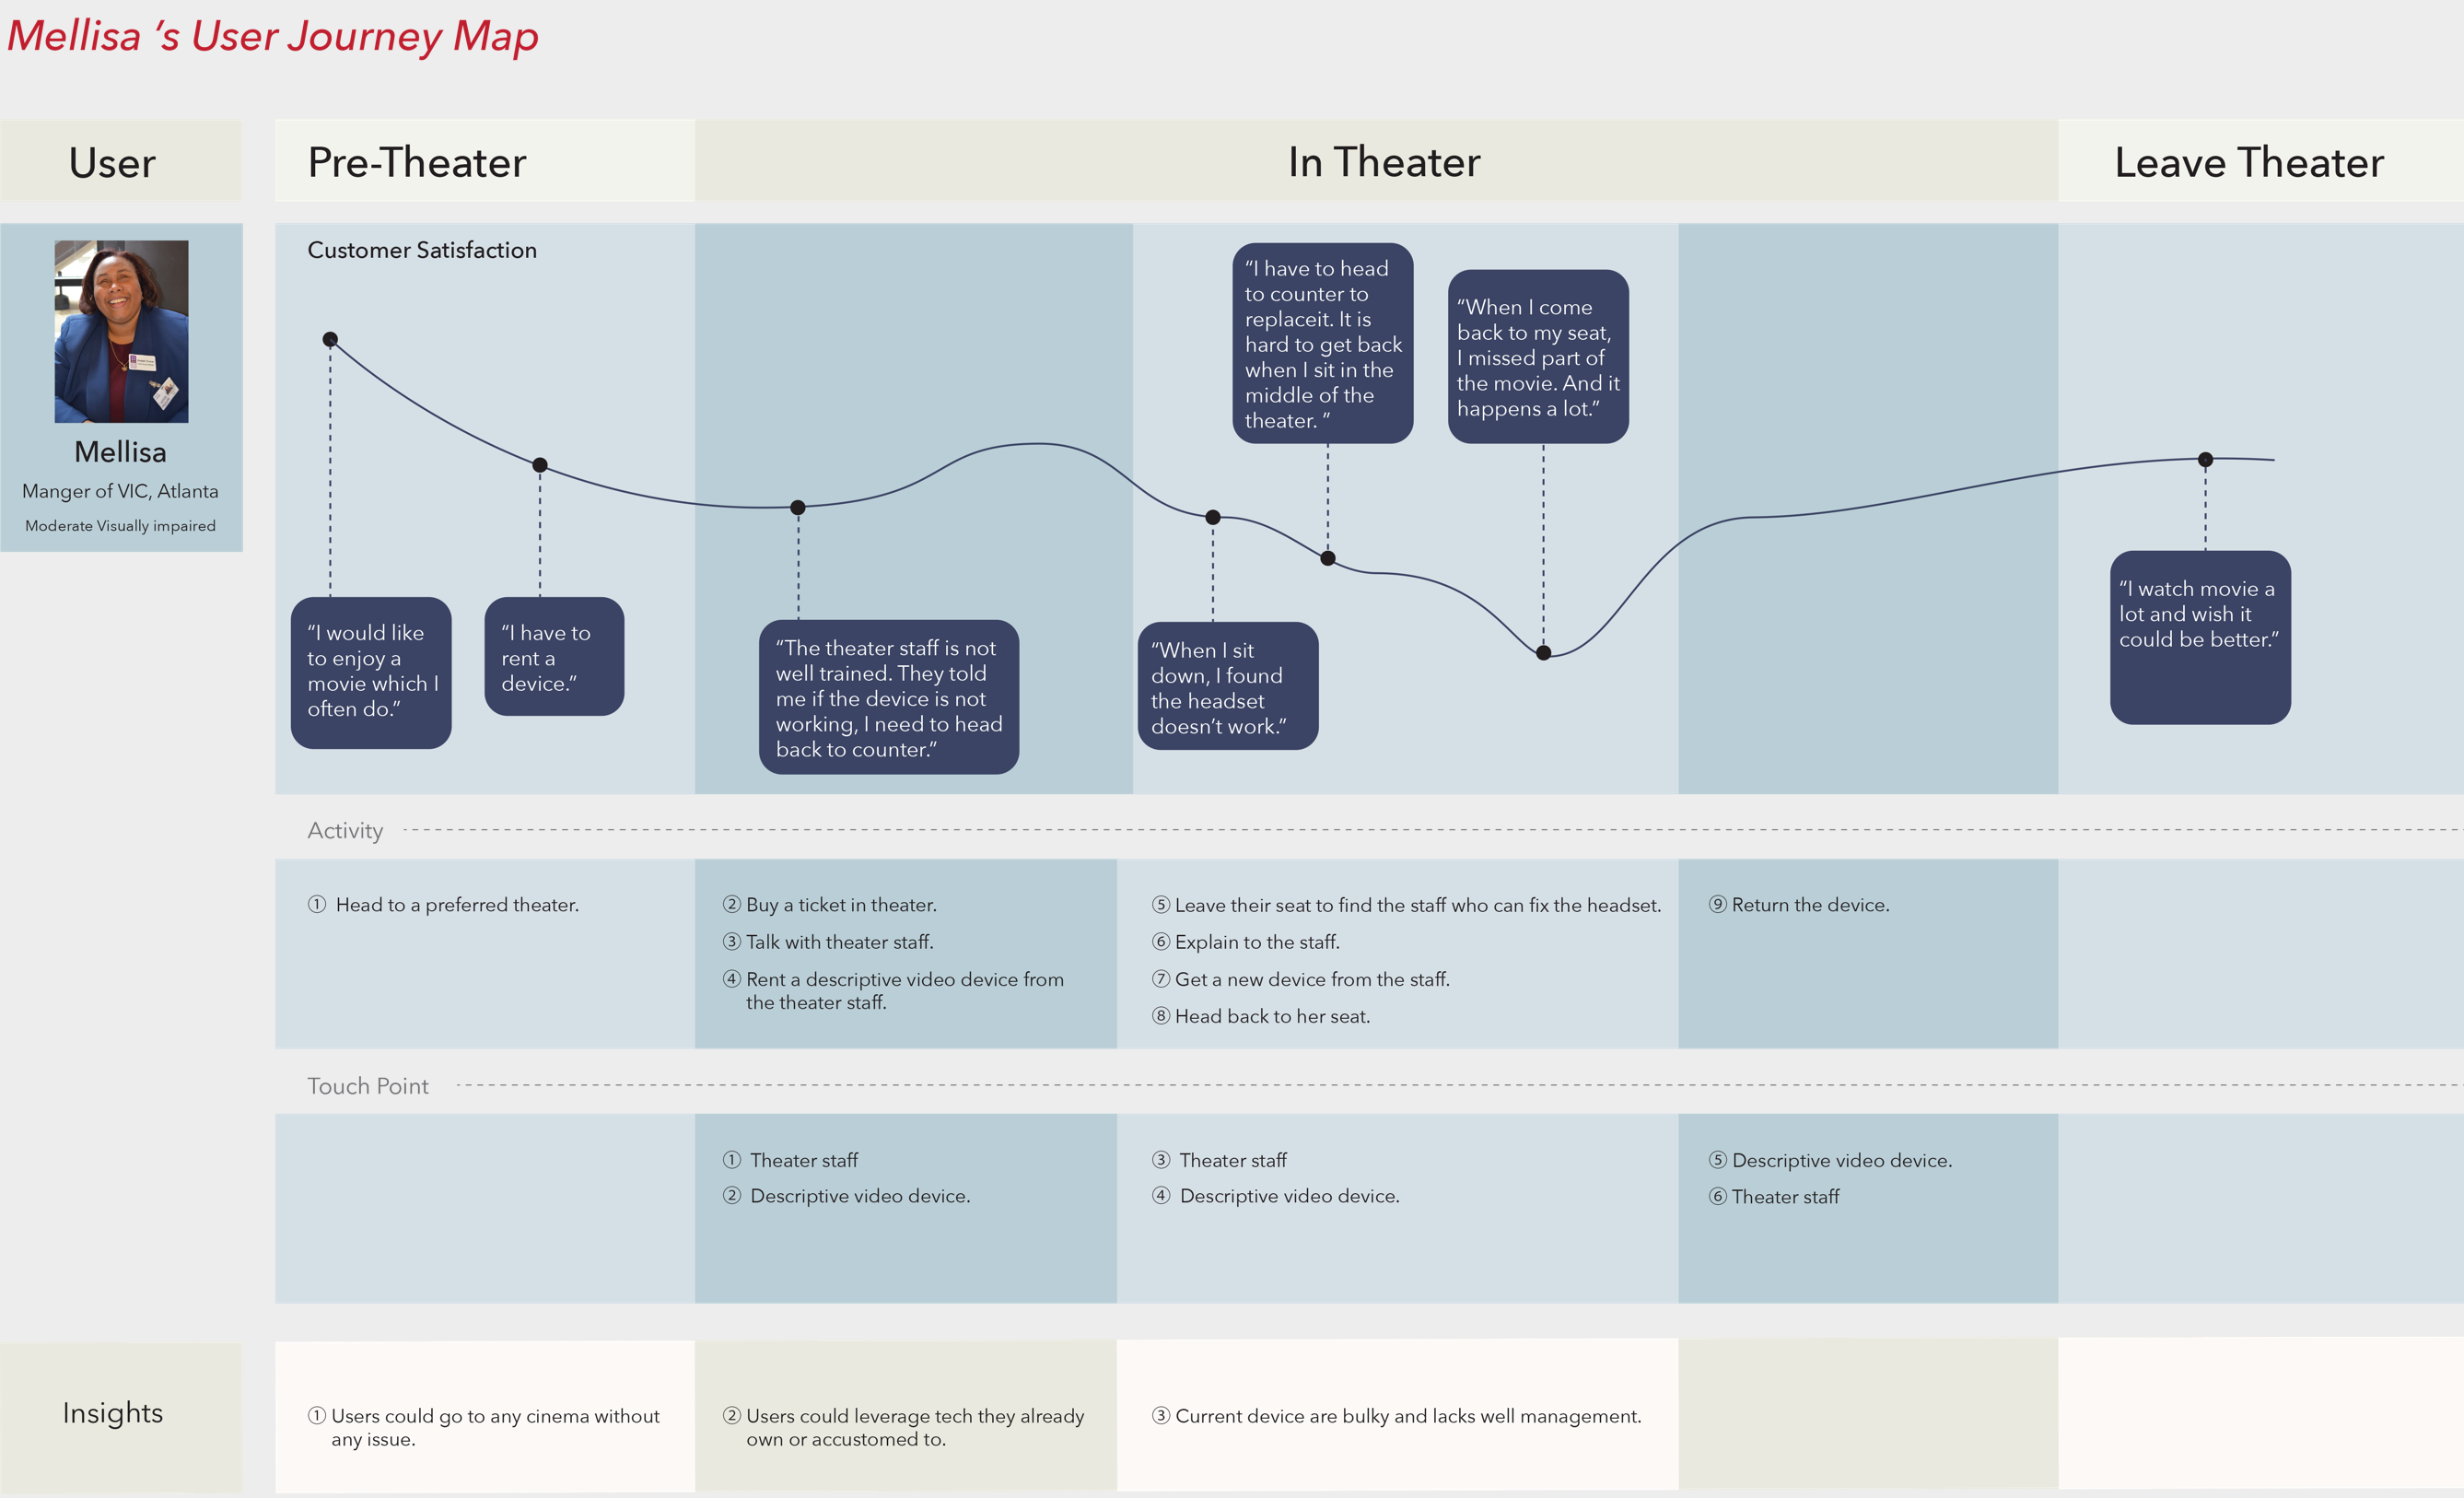 Mellisa ‘s User Journey Map
User
Pre-Theater
In Theater
Leave Theater
Mellisa
Manger of VIC, Atlanta
Moderate Visually impaired
Customer Satisfaction
“I would like
to enjoy a
movie which I
often do.”
“I have to
rent a
device.”
“The theater staff is not
well trained. They told
me if the device is not
working, I need to head
back to counter.”
“When I sit
down, I found
the headset
doesn’t work.”
“I have to head
to counter to
replaceit. It is
hard to get back
when I sit in the
middle of the
theater. ”
“When I come
back to my seat,
I missed part of
the movie. And it
happens a lot.”
“I watch movie a
lot and wish it
could be better.”
Activity
① Head to a preferred theater.
② Buy a ticket in theater.
③ Talk with theater staff.
④ Rent a descriptive video device from
the theater staff.
⑤ Leave their seat to find the staff who can fix the headset.
⑥ Explain to the staff.
⑦ Get a new device from the staff.
⑧ Head back to her seat.
⑨ Return the device.
Touch Point
① Theater staff
② Descriptive video device.
③ Theater staff
④ Descriptive video device.
⑤ Descriptive video device.
⑥ Theater staff
Insights
① Users could go to any cinema without
any issue.
② Users could leverage tech they already
own or accustomed to.
③ Current device are bulky and lacks well management.